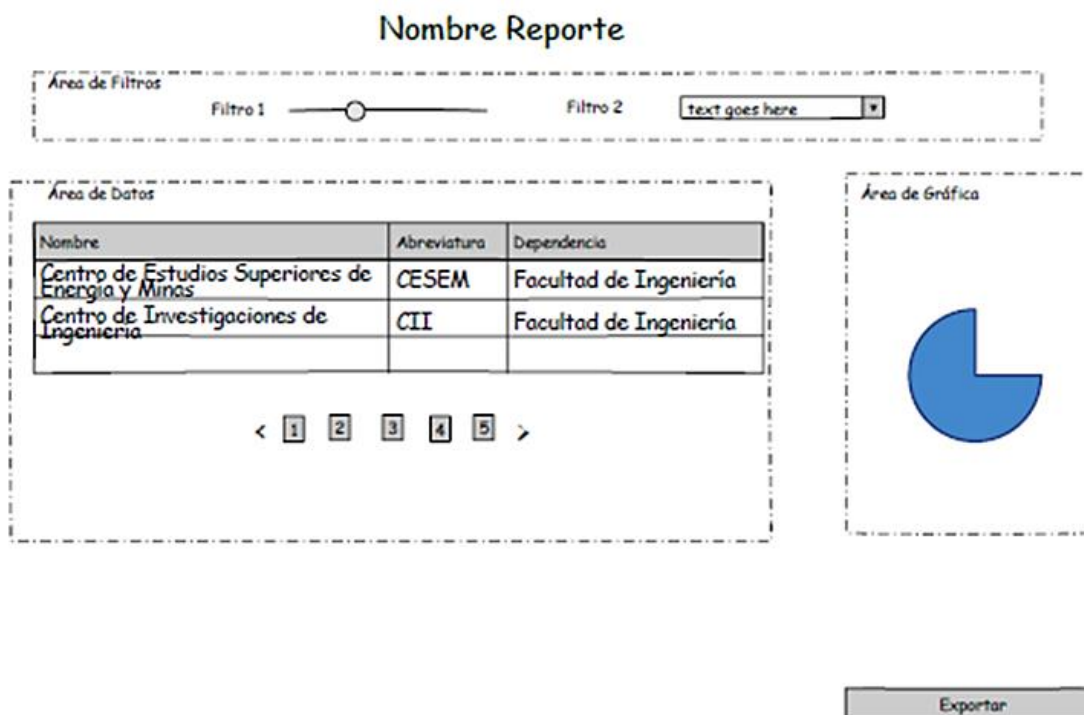 Nombre Reporte
Área de Filtros
Filtro 1
Filtro 2
text goes here
Área de Datos
Nombre
Abreviatura
Dependencia
Centro de Estudios Superiores de
Energia y Minas
CESEM
Facultad de Ingeniería
Centro de Investigaciones de
Ingenieria
CII
Facultad de Ingeniería
< 1 2 3 4 5 >
Área de Gráfica
Exportar